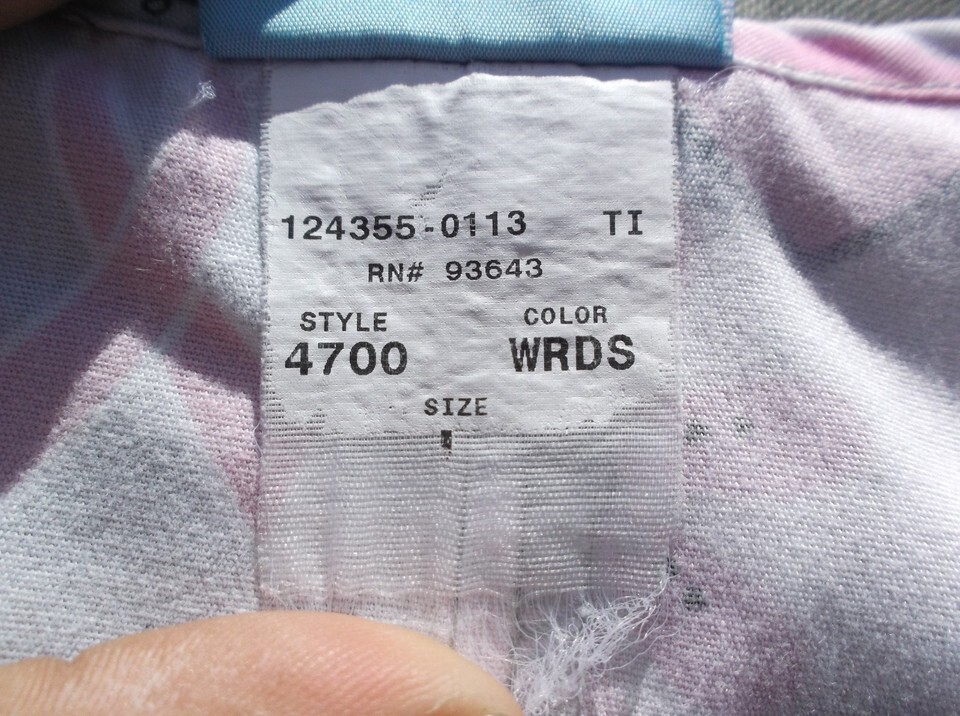 124355-0113 TI
RN# 93643
STYLE COLOR
4700 WRDS
SIZE